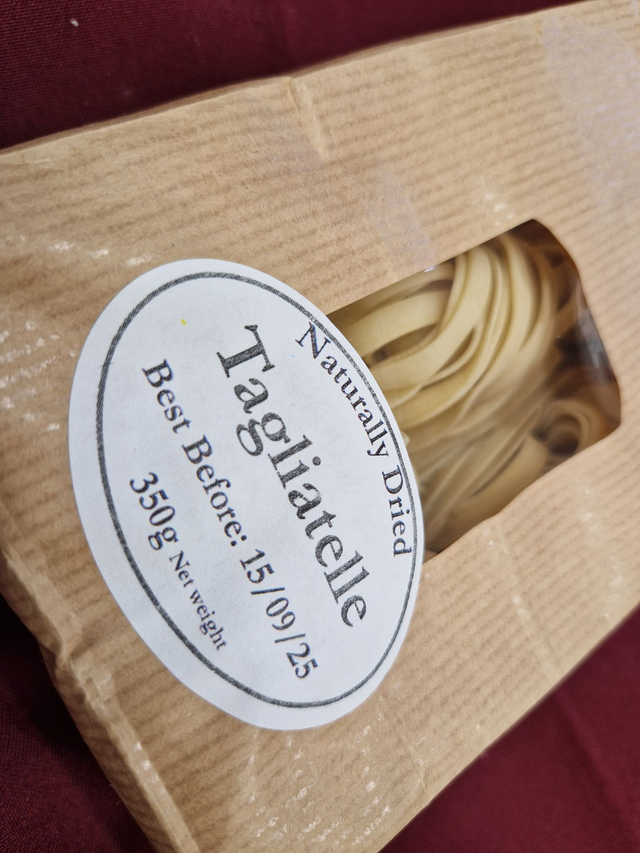 Naturally Dried
Tagliatelle
Best Before: 15/09/25
350g Net weight